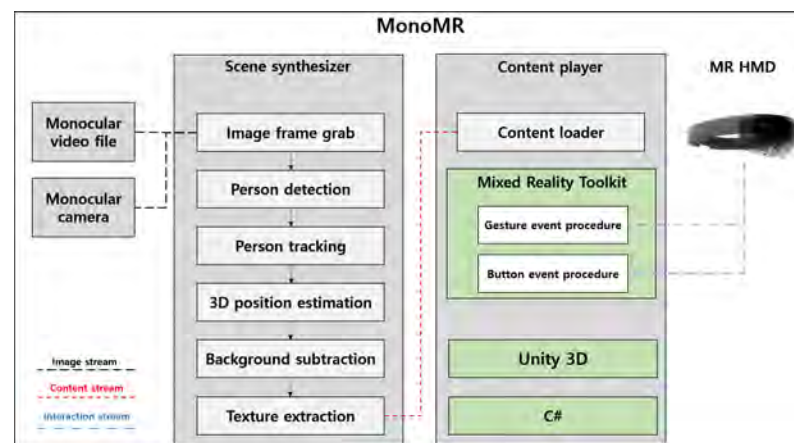 MonoMR
Scene synthesizer
Content player
MR HMD
Monocular
video file
Monocular
camera
Image frame grab
Person detection
Person tracking
3D position estimation
Background subtraction
Texture extraction
Content loader
Mixed Reality Toolkit
Gesture event procedure
Button event procedure
Unity 3D
C#
Image stream
Content stream
Interaction stream